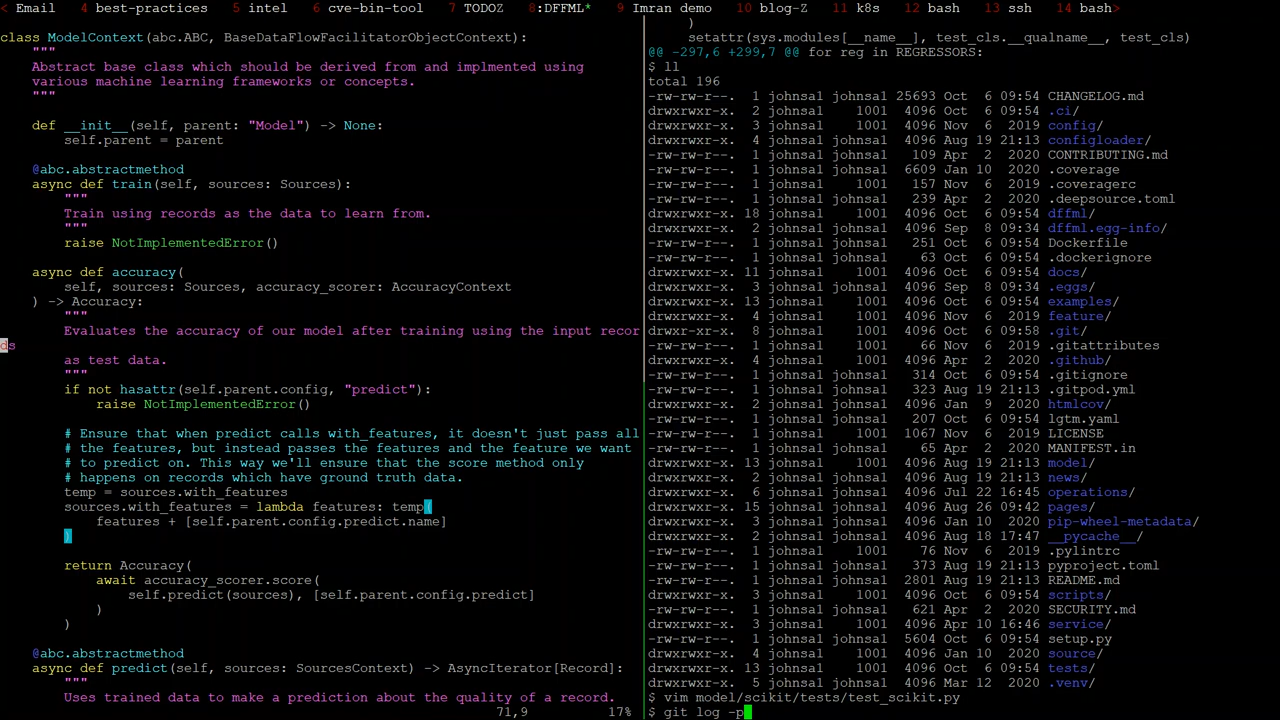 < Email   4 best-practices   5 intel   6 cve-bin-tool   7 TODOZ   8:DFFML*   9 Imran demo   10 blog-Z   11 k8s   12 bash   13 ssh   14 bash>
class ModelContext(abc.ABC, BaseDataFlowFacilitatorObjectContext):
    """
    Abstract base class which should be derived from and implmented using
    various machine learning frameworks or concepts.
    """
    def __init__(self, parent: "Model") -> None:
        self.parent = parent
    @abc.abstractmethod
    async def train(self, sources: Sources):
        """
        Train using records as the data to learn from.
        """
        raise NotImplementedError()
    async def accuracy(
        self, sources: Sources, accuracy_scorer: AccuracyContext
    ) -> Accuracy:
        """
        Evaluates the accuracy of our model after training using the input recor
ds
        as test data.
        """
        if not hasattr(self.parent.config, "predict"):
            raise NotImplementedError()
        # Ensure that when predict calls with_features, it doesn't just pass all
        # the features, but instead passes the features and the feature we want
        # to predict on. This way we'll ensure that the score method only
        # happens on records which have ground truth data.
        temp = sources.with_features
        sources.with_features = lambda features: temp(
            features + [self.parent.config.predict.name]
        )
        return Accuracy(
            await accuracy_scorer.score(
                self.predict(sources), [self.parent.config.predict]
            )
        )
    @abc.abstractmethod
    async def predict(self, sources: SourcesContext) -> AsyncIterator[Record]:
        """
        Uses trained data to make a prediction about the quality of a record.
71,9   17%
)
setattr(sys.modules[__name__], test_cls.__qualname__, test_cls)
@@ -297,6 +299,7 @@ for reg in REGRESSORS:
$ ll
total 196
-rw-rw-r--.  1 johnsal johnsal 25693 Oct  6 09:54 CHANGELOG.md
drwxrwxr-x.  2 johnsal    1001  4096 Oct  6 09:54 .ci/
drwxrwxr-x.  3 johnsal    1001  4096 Nov  6  2019 config/
drwxrwxr-x.  4 johnsal    1001  4096 Aug 19 21:13 configloader/
-rw-rw-r--.  1 johnsal    1001   109 Apr  2  2020 CONTRIBUTING.md
-rw-rw-r--.  1 johnsal    1001  6609 Jan 10  2020 .coverage
-rw-rw-r--.  1 johnsal    1001   157 Nov  6  2019 .coveragerc
-rw-rw-r--.  1 johnsal    1001   239 Apr  2  2020 .deepsource.toml
drwxrwxr-x. 18 johnsal    1001  4096 Oct  6 09:54 dffml/
drwxrwxr-x.  2 johnsal    1001  4096 Sep  8 09:34 dffml.egg-info/
-rw-rw-r--.  1 johnsal    1001   251 Oct  6 09:54 Dockerfile
-rw-rw-r--.  1 johnsal    1001    63 Oct  6 09:54 .dockerignore
drwxrwxr-x. 11 johnsal    1001  4096 Oct  6 09:54 docs/
drwxrwxr-x.  3 johnsal    1001  4096 Sep  8 09:34 .eggs/
drwxrwxr-x. 13 johnsal    1001  4096 Oct  6 09:54 examples/
drwxrwxr-x.  4 johnsal    1001  4096 Nov  6  2019 feature/
drwxrwxr-x.  8 johnsal    1001  4096 Oct  6 09:58 .git/
-rw-rw-r--.  1 johnsal    1001    66 Nov  6  2019 .gitattributes
drwxrwxr-x.  4 johnsal    1001  4096 Apr  2  2020 .github/
-rw-rw-r--.  1 johnsal    1001   314 Oct  6 09:54 .gitignore
-rw-rw-r--.  1 johnsal    1001   323 Aug 19 21:13 .gitpod.yml
drwxrwxr-x.  2 johnsal    1001  4096 Jan  9  2020 htmlcov/
-rw-rw-r--.  1 johnsal    1001   207 Oct  6 09:54 lgtm.yaml
-rw-rw-r--.  1 johnsal    1001  1067 Nov  6  2019 LICENSE
-rw-rw-r--.  1 johnsal    1001    65 Apr  2  2020 MANIFEST.in
drwxrwxr-x. 13 johnsal    1001  4096 Aug 19 21:13 model/
drwxrwxr-x.  2 johnsal    1001  4096 Aug 19 21:13 news/
drwxrwxr-x.  6 johnsal    1001  4096 Jul 22 16:45 operations/
drwxrwxr-x. 15 johnsal    1001  4096 Aug 19 21:13 pages/
drwxrwxr-x.  3 johnsal    1001  4096 Jan 10  2020 pip-wheel-metadata/
drwxrwxr-x.  2 johnsal    1001  4096 Aug 18 17:47 __pycache__/
-rw-rw-r--.  1 johnsal    1001    76 Nov  6  2019 .pylintrc
-rw-rw-r--.  1 johnsal    1001   373 Aug 19 21:13 pyproject.toml
-rw-rw-r--.  1 johnsal    1001  2801 Aug 19 21:13 README.md
drwxrwxr-x.  3 johnsal    1001  4096 Aug 19 21:13 scripts/
-rw-rw-r--.  1 johnsal    1001   621 Apr  2  2020 SECURITY.md
drwxrwxr-x.  3 johnsal    1001  4096 Apr 10 16:46 service/
-rw-rw-r--.  1 johnsal    1001  5604 Oct  6 09:54 setup.py
drwxrwxr-x.  4 johnsal    1001  4096 Jan  9  2020 source/
drwxrwxr-x. 13 johnsal    1001  4096 Oct  6 09:54 tests/
drwxrwxr-x.  5 johnsal    1001  4096 Mar 12  2020 .venv/
$ vim model/scikit/tests/test_scikit.py
$ git log -p